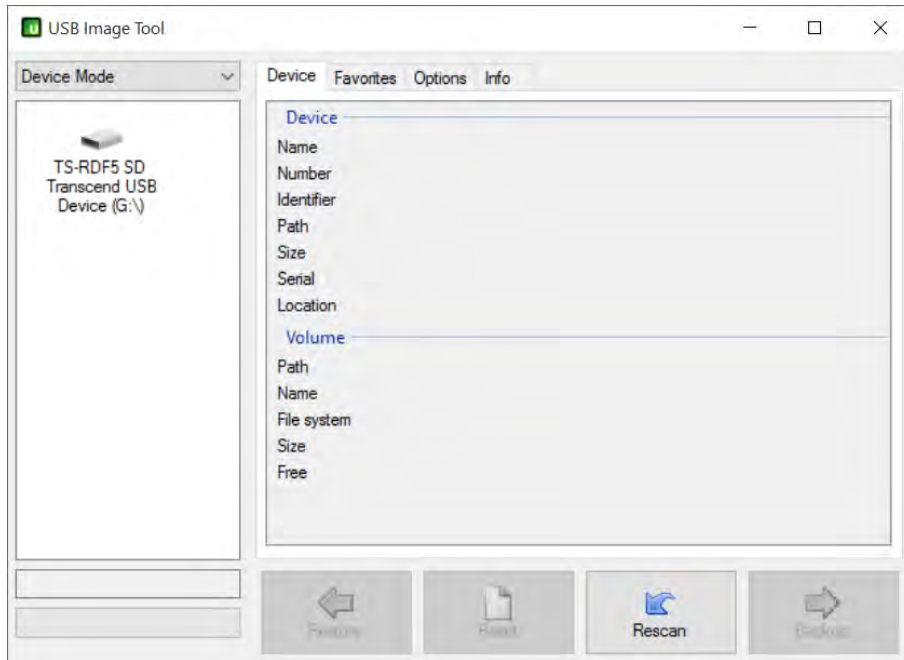 USB Image Tool
Device Mode
TS-RDF5 SD
Transcend USB
Device (G:\)
Device Favorites Options Info
Device
Name
Number
Identifier
Path
Size
Serial
Location
Volume
Path
Name
File system
Size
Free
Restore
Reset
Rescan
Backup